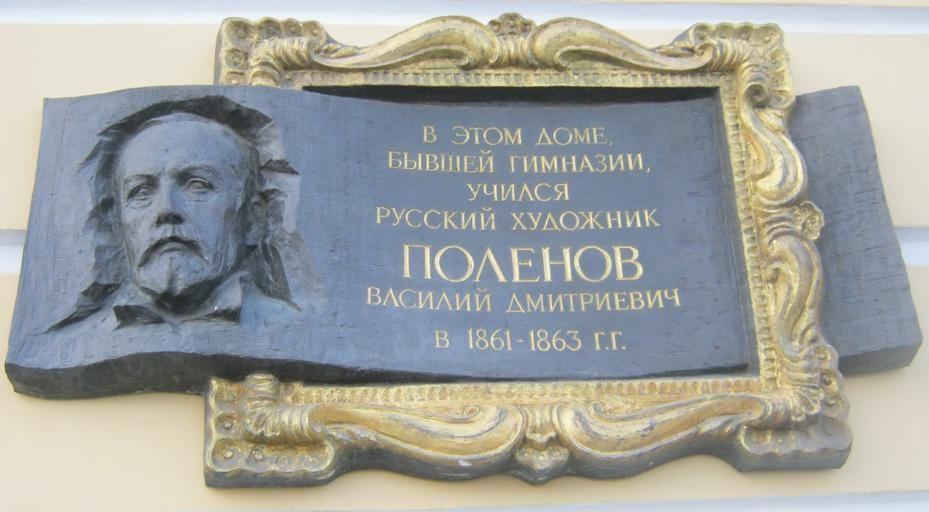 В ЭТОМ ДОМЕ,
БЫВШЕЙ ГИМНАЗИИ,
УЧИЛСЯ
РУССКИЙ ХУДОЖНИК
ПОЛЕНОВ
ВАСИЛИЙ ДМИТРИЕВИЧ
В 1861-1863 Г.Г.